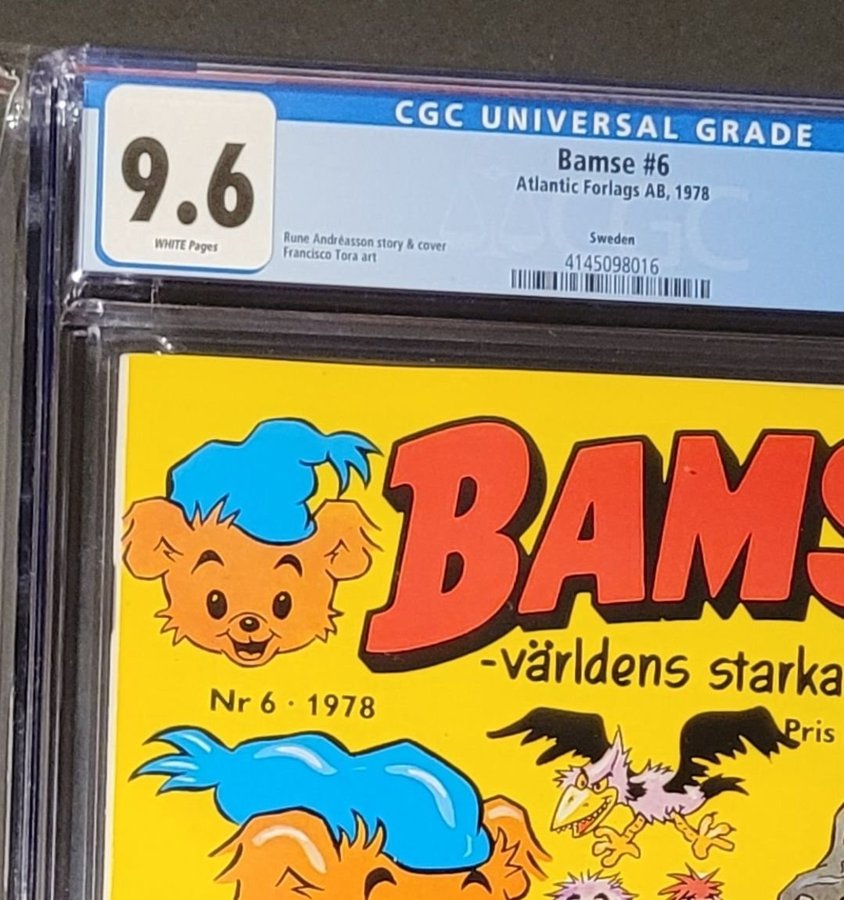 CGC UNIVERSAL GRADE
9.6
WHITE Pages
Bamse #6
Atlantic Forlags AB, 1978
Sweden
Rune Andréasson story & cover
Francisco Tora art
4145098016
CGC
BAMS
-världens starka
Nr 6 · 1978
Pris